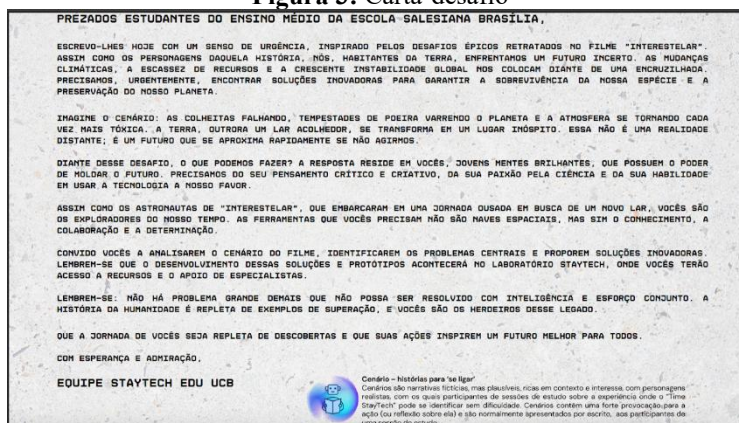 Figura 3: Carta-desafio
PREZADOS ESTUDANTES DO ENSINO MÉDIO DA ESCOLA SALESIANA BRASÍLIA,
ESCREVO-LHES HOJE COM UM SENSO DE URGÊNCIA, INSPIRADO PELOS DESAFIOS ÉPICOS RETRATADOS NO FILME "INTERESTELAR".
ASSIM COMO OS PERSONAGENS DAQUELA HISTÓRIA, NÓS, HABITANTES DA TERRA, ENFRENTAMOS UM FUTURO INCERTO. AS MUDANÇAS
CLIMÁTICAS, A ESCASSEZ DE RECURSOS E A CRESCENTE INSTABILIDADE GLOBAL NOS COLOCAM DIANTE DE UMA ENCRUZILHADA.
PRECISAMOS, URGENTEMENTE, ENCONTRAR SOLUÇÕES INOVADORAS PARA GARANTIR A SOBREVIVÊNCIA DA NOSSA ESPÉCIE E A
PRESERVAÇÃO DO NOSSO PLANETA.
IMAGINE O CENÁRIO: AS COLHEITAS FALHANDO, TEMPESTADES DE POEIRA VARRENDO O PLANETA E A ATMOSFERA SE TORNANDO CADA
VEZ MAIS TÓXICA. A TERRA, OUTRORA UM LAR ACOLHEDOR, SE TRANSFORMA EM UM LUGAR INÓSPITO. ESSA NÃO É UMA REALIDADE
DISTANTE; É UM FUTURO QUE SE APROXIMA RAPIDAMENTE SE NÃO AGIRMOS.
DIANTE DESSE DESAFIO, O QUE PODEMOS FAZER? A RESPOSTA RESIDE EM VOCÊS, JOVENS MENTES BRILHANTES, QUE POSSUEM O PODER
DE MOLDAR O FUTURO. PRECISAMOS DO SEU PENSAMENTO CRÍTICO E CRIATIVO, DA SUA PAIXÃO PELA CIÊNCIA E DA SUA HABILIDADE
EM USAR A TECNOLOGIA A NOSSO FAVOR.
ASSIM COMO OS ASTRONAUTAS DE "INTERESTELAR", QUE EMBARCARAM EM UMA JORNADA OUSADA EM BUSCA DE UM NOVO LAR, VOCÊS SÃO
OS EXPLORADORES DO NOSSO TEMPO. AS FERRAMENTAS QUE VOCÊS PRECISAM NÃO SÃO NAVES ESPACIAIS, MAS SIM O CONHECIMENTO, A
COLABORAÇÃO E A DETERMINAÇÃO.
CONVIDO VOCÊS A ANALISAREM O CENÁRIO DO FILME, IDENTIFICAREM OS PROBLEMAS CENTRAIS E PROPOREM SOLUÇÕES INOVADORAS.
LEMBREM-SE QUE O DESENVOLVIMENTO DESSAS SOLUÇÕES E PROTÓTIPOS ACONTECERÁ NO LABORATÓRIO STAYTECH, ONDE VOCÊS TERÃO
ACESSO A RECURSOS E O APOIO DE ESPECIALISTAS.
LEMBREM-SE: NÃO HÁ PROBLEMA GRANDE DEMAIS QUE NÃO POSSA SER RESOLVIDO COM INTELIGÊNCIA E ESFORÇO CONJUNTO. A
HISTÓRIA DA HUMANIDADE É REPLETA DE EXEMPLOS DE SUPERAÇÃO, E VOCÊS SÃO OS HERDEIROS DESSE LEGADO.
QUE A JORNADA DE VOCÊS SEJA REPLETA DE DESCOBERTAS E QUE SUAS AÇÕES INSPIREM UM FUTURO MELHOR PARA TODOS.
COM ESPERANÇA E ADMIRAÇÃO,
EQUIPE STAYTECH EDU UCB
Cenário – histórias para 'se ligar'
Cenários são narrativas fictícias, mas plausíveis, ricas em contexto e interesse, com personagens
realistas, com os quais participantes de sessões de estudo sobre a experiência onde o "Time
StayTech" pode se identificar sem dificuldade. Cenários contém uma forte provocação para a
ação (ou reflexão sobre ela) e são normalmente apresentados por escrito, aos participantes de
uma sessão de estudo.